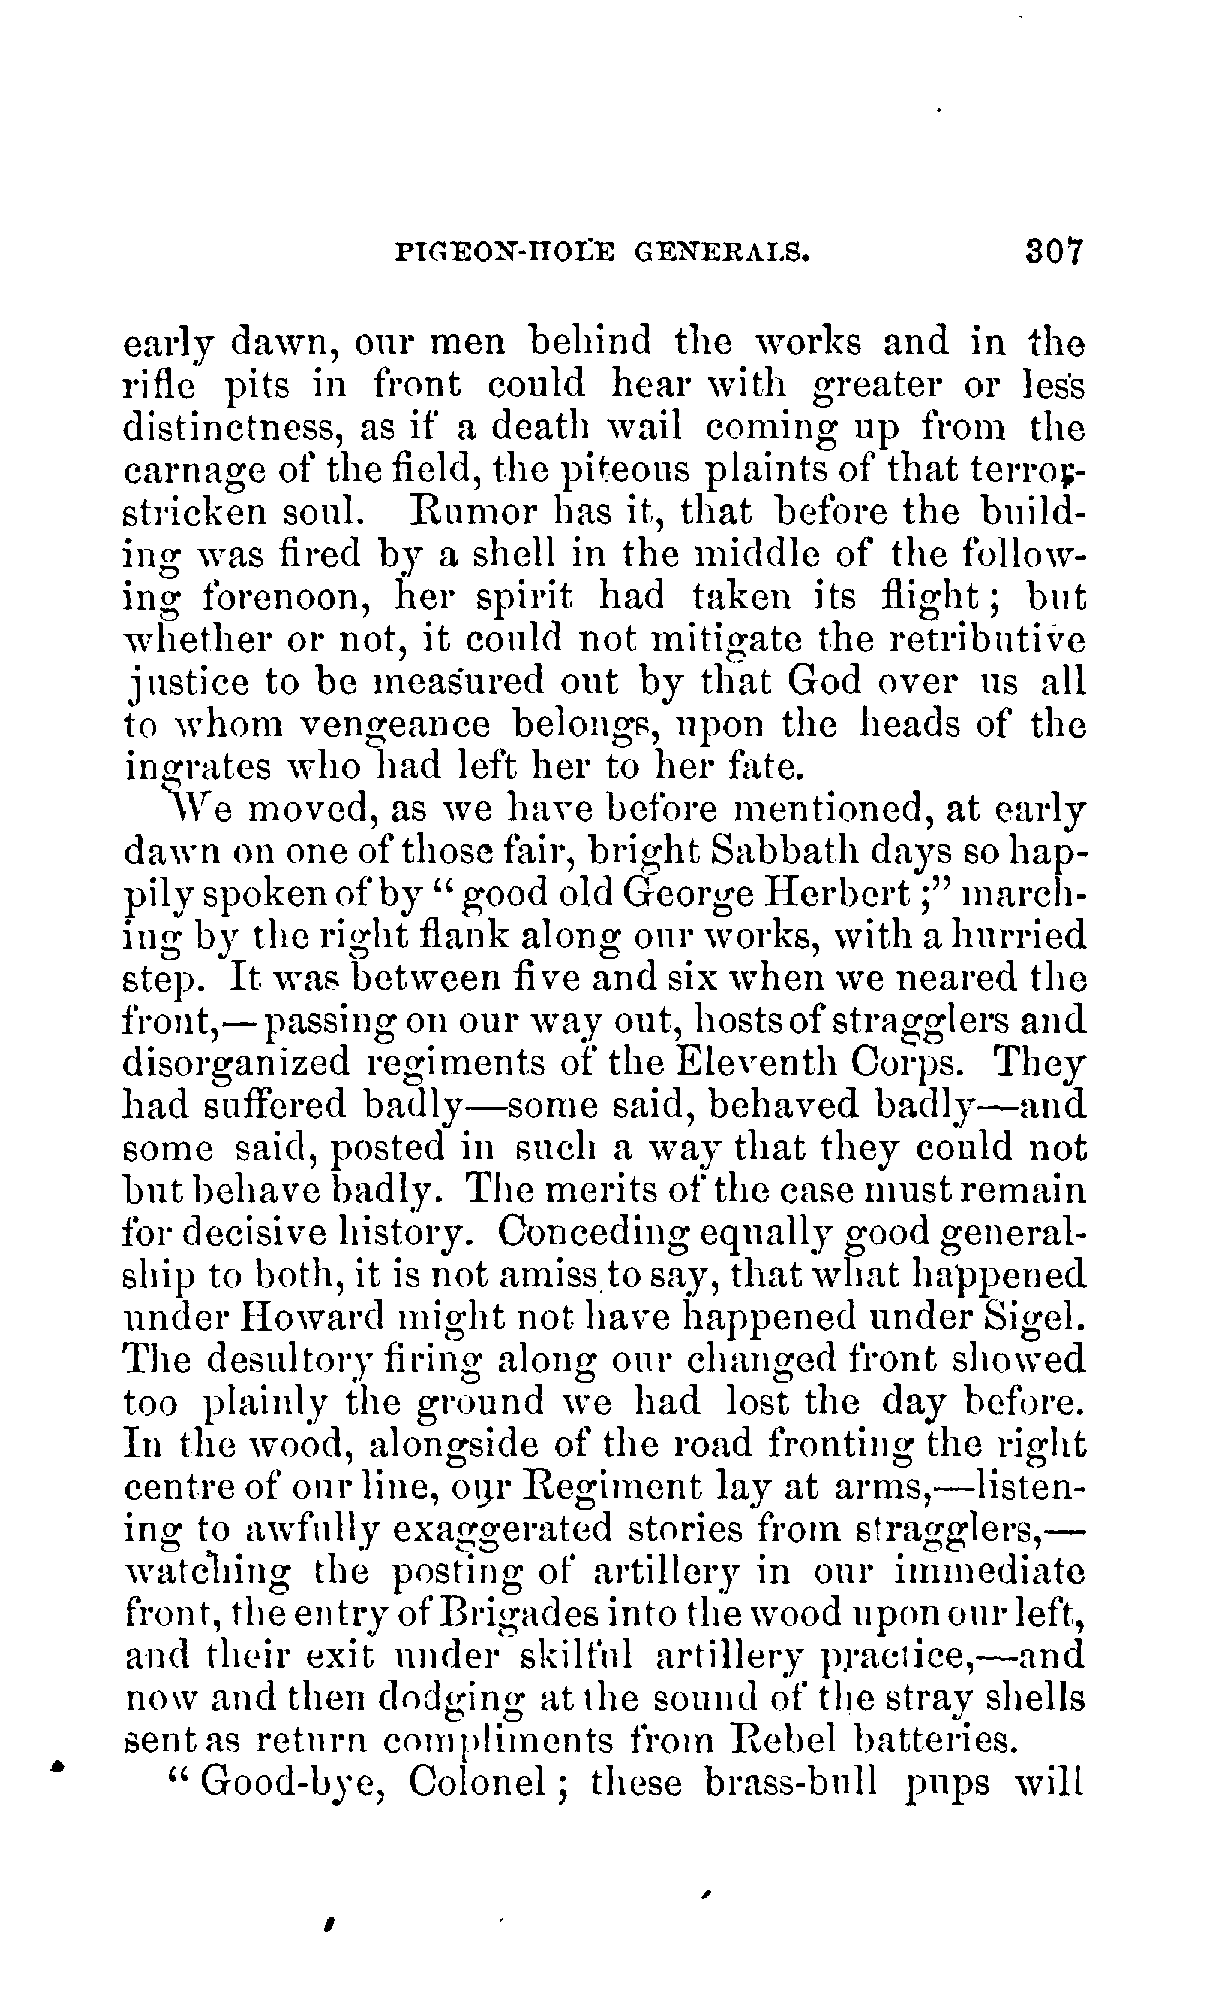 PIGEON-HOLE GENERALS. 307
early dawn, our men behind the works and in the
rifle pits in front could hear with greater or less
distinctness, as if a death wail coming up from the
carnage of the field, the piteous plaints of that terror-
stricken soul. Rumor has it, that before the build-
ing was fired by a shell in the middle of the follow-
ing forenoon, her spirit had taken its flight; but
whether or not, it could not mitigate the retributive
justice to be measured out by that God over us all
to whom vengeance belongs, upon the heads of the
ingrates who had left her to her fate.
We moved, as we have before mentioned, at early
dawn on one of those fair, bright Sabbath days so hap-
pily spoken of by "good old George Herbert;" march-
ing by the right flank along our works, with a hurried
step. It was between five and six when we neared the
front,—passing on our way out, hosts of stragglers and
disorganized regiments of the Eleventh Corps. They
had suffered badly—some said, behaved badly—and
some said, posted in such a way that they could not
but behave badly. The merits of the case must remain
for decisive history. Conceding equally good general-
ship to both, it is not amiss to say, that what happened
under Howard might not have happened under Sigel.
The desultory firing along our changed front showed
too plainly the ground we had lost the day before.
In the wood, alongside of the road fronting the right
centre of our line, our Regiment lay at arms,—listen-
ing to awfully exaggerated stories from stragglers,—
watching the posting of artillery in our immediate
front, the entry of Brigades into the wood upon our left,
and their exit under skilful artillery practice,—and
now and then dodging at the sound of the stray shells
sent as return compliments from Rebel batteries.
"Good-bye, Colonel; these brass-bull pups will